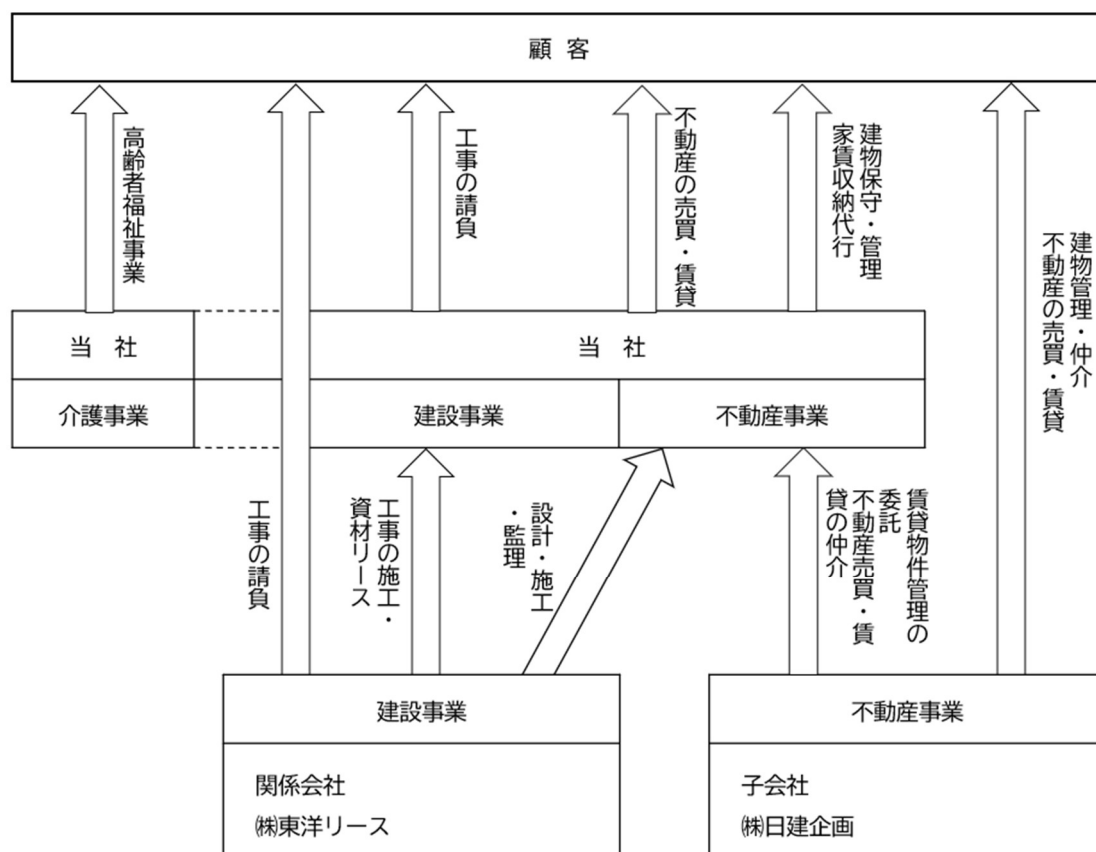 顧 客
高齢者福祉事業
工事の請負
不動産の売買・賃貸
建物保守・管理
家賃収納代行
建物管理・仲介
不動産の売買・賃貸
当 社
当 社
介護事業
建設事業
不動産事業
工事の請負
工事の施工・
資材リース
設計・施工
・監理
賃貸物件管理の
委託
不動産売買・賃
貸の仲介
建設事業
不動産事業
関係会社
㈱東洋リース
子会社
㈱日建企画